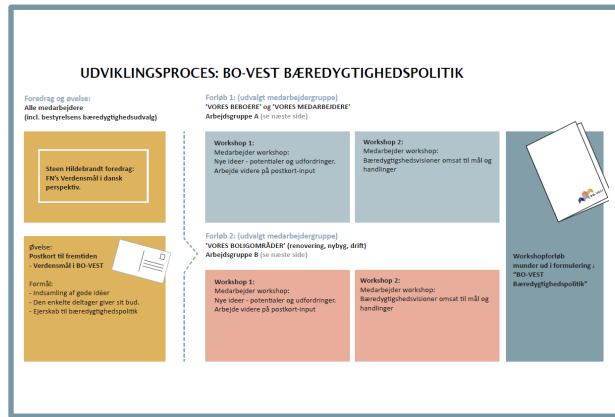 UDVIKLINGSPROCES: BO-VEST BÆREDYGTIGHEDSPOLITIK
Foredrag og øvelse:
Alle medarbejdere
(incl. bestyrelsens bæredygtighedsudvalg)
Steen Hildebrandt foredrag:
FN's Verdensmål i dansk
perspektiv.
Øvelse:
Postkort til fremtiden
- Verdensmål i BO-VEST
Formål:
- Indsamling af gode idéer
- Den enkelte deltager giver sit bud.
- Ejerskab til bæredygtighedspolitik
Forløb 1: (udvalgt medarbejdergruppe)
'VORES BEBOERE' og 'VORES MEDARBEJDERE'
Arbejdsgruppe A (se næste side)
Workshop 1:
Medarbejder workshop:
Nye ideer - potentialer og udfordringer.
Arbejde videre på postkort-input
Workshop 2:
Medarbejder workshop:
Bæredygtigshedsvisioner omsat til mål og
handlinger
Forløb 2: (udvalgt medarbejdergruppe)
'VORES BOLIGOMRÅDER' (renovering, nybyg, drift)
Arbejdsgruppe B (se næste side)
Workshop 1:
Medarbejder workshop:
Nye ideer - potentialer og udfordringer.
Arbejde videre på postkort-input
Workshop 2:
Medarbejder workshop:
Bæredygtigshedsvisioner omsat til mål og
handlinger
BO-VEST
Workshopforløb
munder ud i formulering af
"BO-VEST
Bæredygtighedspolitik"